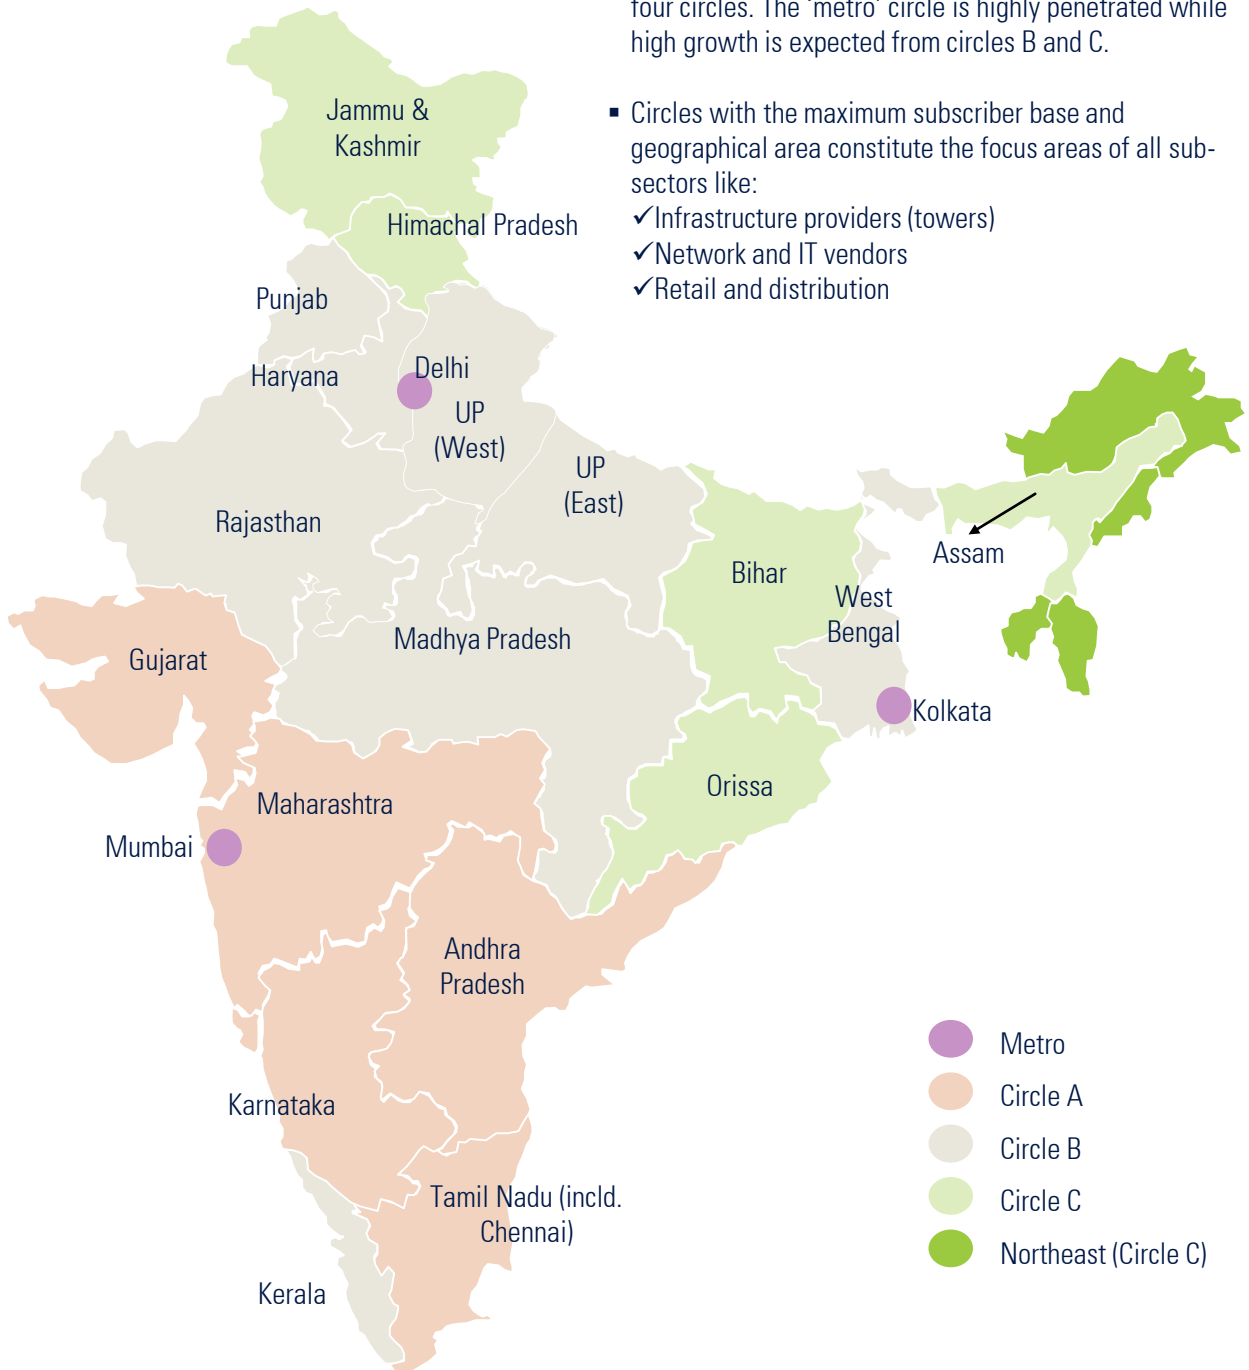 four circles. The 'metro' circle is highly penetrated while
high growth is expected from circles B and C.
▪ Circles with the maximum subscriber base and
geographical area constitute the focus areas of all sub-
sectors like:
✓Infrastructure providers (towers)
✓Network and IT vendors
✓Retail and distribution
Jammu &
Kashmir
Himachal Pradesh
Punjab
Haryana
Delhi
UP
(West)
UP
(East)
Rajasthan
Bihar
Assam
West
Bengal
Kolkata
Gujarat
Madhya Pradesh
Orissa
Maharashtra
Mumbai
Andhra
Pradesh
Karnataka
Tamil Nadu (incld.
Chennai)
Kerala
Metro
Circle A
Circle B
Circle C
Northeast (Circle C)